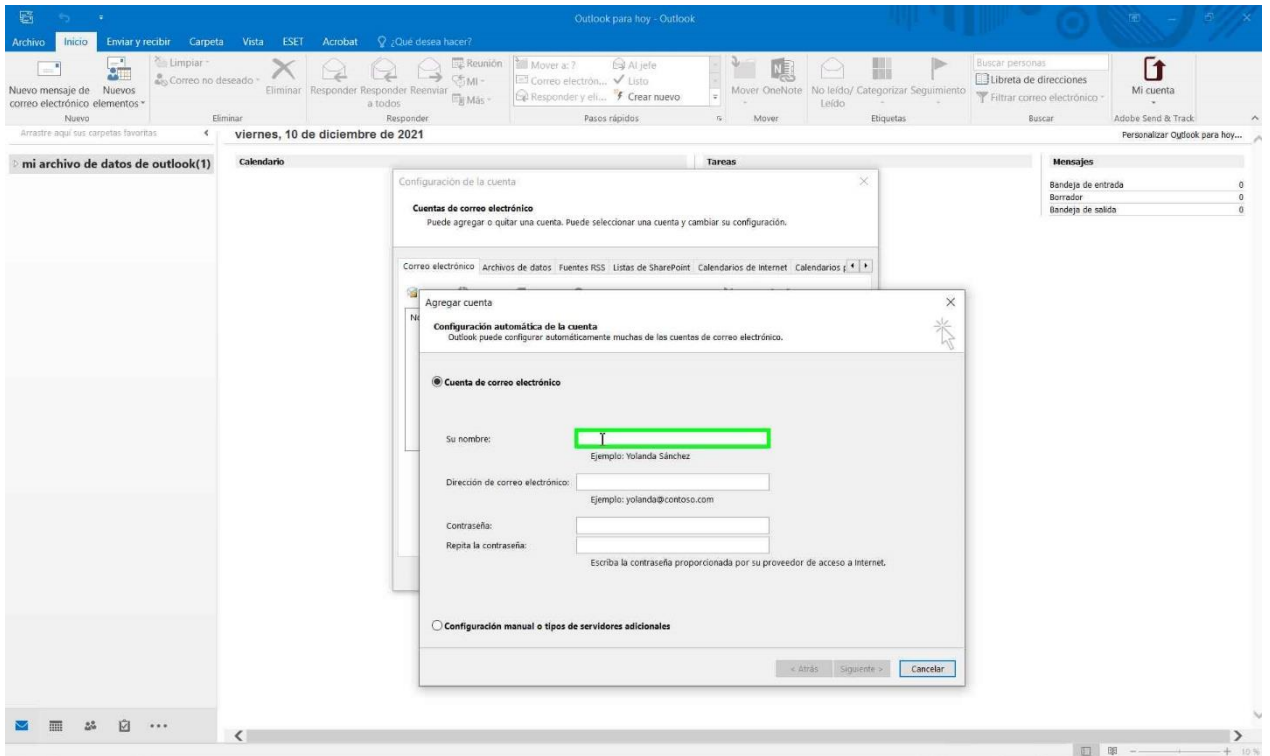 Outlook para hoy - Outlook
Archivo Inicio Enviar y recibir Carpeta Vista ESET Acrobat ¿Qué desea hacer?
Nuevo mensaje de correo electrónico
Nuevos elementos
Nuevo
Limpiar
Correo no deseado
Eliminar
Eliminar
Responder
Responder a todos
Reenviar
Reunión
MI
Más
Responder
Mover a: ?
Correo electrón...
Responder y eli...
Al jefe
Listo
Crear nuevo
Pasos rápidos
Mover
OneNote
Mover
No leído/ Leído
Categorizar
Seguimiento
Etiquetas
Buscar personas
Libreta de direcciones
Filtrar correo electrónico
Buscar
Mi cuenta
Adobe Send & Track
Arrastre aquí sus carpetas favoritas
mi archivo de datos de outlook(1)
viernes, 10 de diciembre de 2021
Personalizar Outlook para hoy...
Calendario
Tareas
Mensajes
Bandeja de entrada 0
Borrador 0
Bandeja de salida 0
Configuración de la cuenta
Cuentas de correo electrónico
Puede agregar o quitar una cuenta. Puede seleccionar una cuenta y cambiar su configuración.
Correo electrónico Archivos de datos Fuentes RSS Listas de SharePoint Calendarios de Internet Calendarios
Agregar cuenta
Configuración automática de la cuenta
Outlook puede configurar automáticamente muchas de las cuentas de correo electrónico.
Cuenta de correo electrónico
Su nombre:
Ejemplo: Yolanda Sánchez
Dirección de correo electrónico:
Ejemplo: yolanda@contoso.com
Contraseña:
Repita la contraseña:
Escriba la contraseña proporcionada por su proveedor de acceso a Internet.
Configuración manual o tipos de servidores adicionales
< Atrás
Siguiente >
Cancelar
10 %